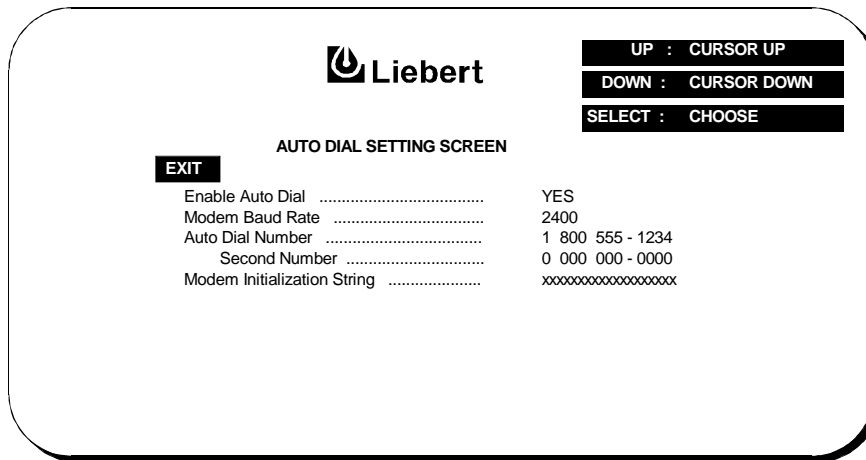 Liebert
UP : CURSOR UP
DOWN : CURSOR DOWN
SELECT : CHOOSE
AUTO DIAL SETTING SCREEN
EXIT
Enable Auto Dial ..................................... YES
Modem Baud Rate .................................. 2400
Auto Dial Number ................................... 1 800 555 - 1234
Second Number ............................... 0 000 000 - 0000
Modem Initialization String ..................... xxxxxxxxxxxxxxxxxxx